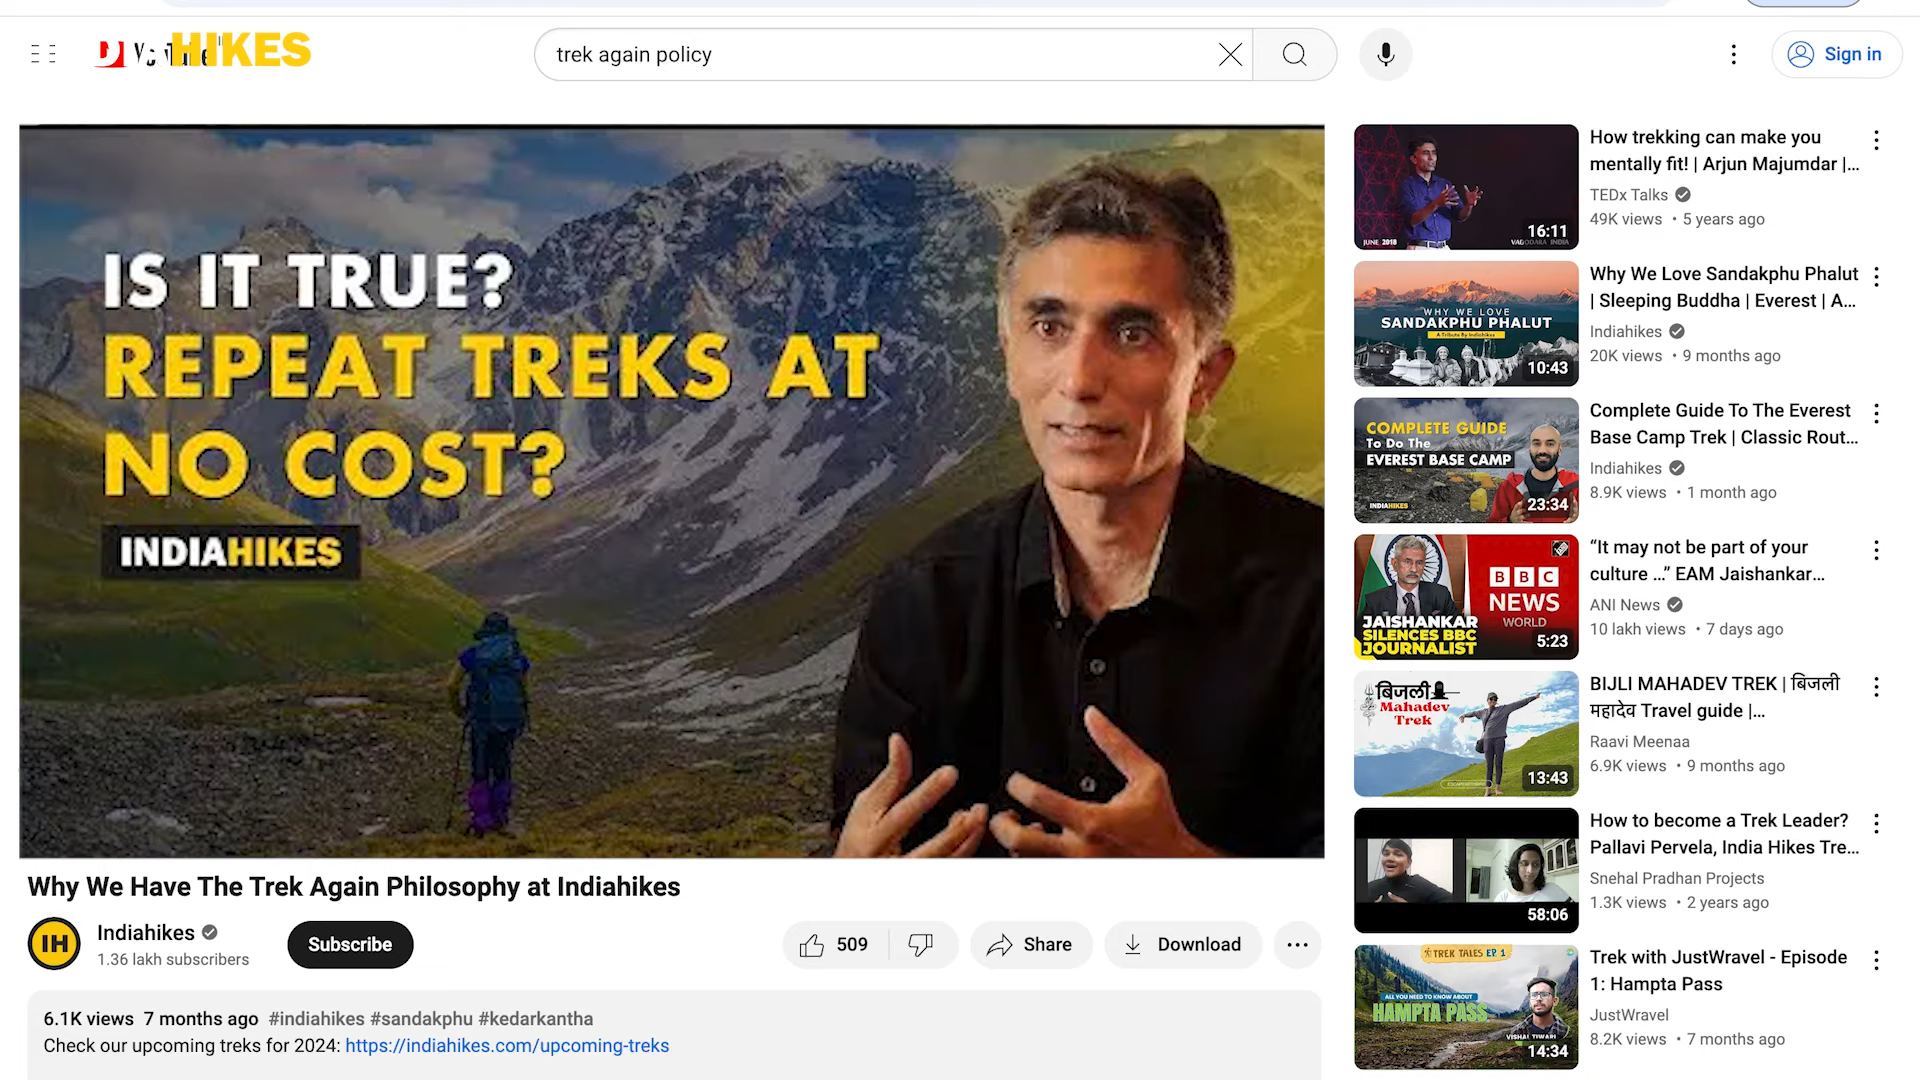 HIKES
trek again policy
Sign in
IS IT TRUE?
REPEAT TREKS AT
NO COST?
INDIAHIKES
Why We Have The Trek Again Philosophy at Indiahikes
IH
Indiahikes
1.36 lakh subscribers
Subscribe
509
Share
Download
6.1K views 7 months ago #indiahikes #sandakphu #kedarkantha
Check our upcoming treks for 2024: https://indiahikes.com/upcoming-treks
JUNE 2018
VADODARA INDIA
16:11
How trekking can make you
mentally fit! | Arjun Majumdar |...
TEDx Talks
49K views • 5 years ago
WHY WE LOVE
SANDAKPHU PHALUT
A Tribute By Indiahikes
10:43
Why We Love Sandakphu Phalut
| Sleeping Buddha | Everest | A...
Indiahikes
20K views • 9 months ago
COMPLETE GUIDE
To Do The
EVEREST BASE CAMP
INDIAHIKES
23:34
Complete Guide To The Everest
Base Camp Trek | Classic Rout...
Indiahikes
8.9K views • 1 month ago
BBC
NEWS
WORLD
JAISHANKAR
SILENCES BBC
JOURNALIST
5:23
“It may not be part of your
culture ...” EAM Jaishankar...
ANI News
10 lakh views • 7 days ago
बिजली
Mahadev
Trek
13:43
BIJLI MAHADEV TREK | बिजली
महादेव Travel guide |...
Raavi Meenaa
6.9K views • 9 months ago
58:06
How to become a Trek Leader?
Pallavi Pervela, India Hikes Tre...
Snehal Pradhan Projects
1.3K views • 2 years ago
TREK TALES EP 1
ALL YOU NEED TO KNOW ABOUT
HAMPTA PASS
VISHAL TIWARI
14:34
Trek with JustWravel - Episode
1: Hampta Pass
JustWravel
8.2K views • 7 months ago